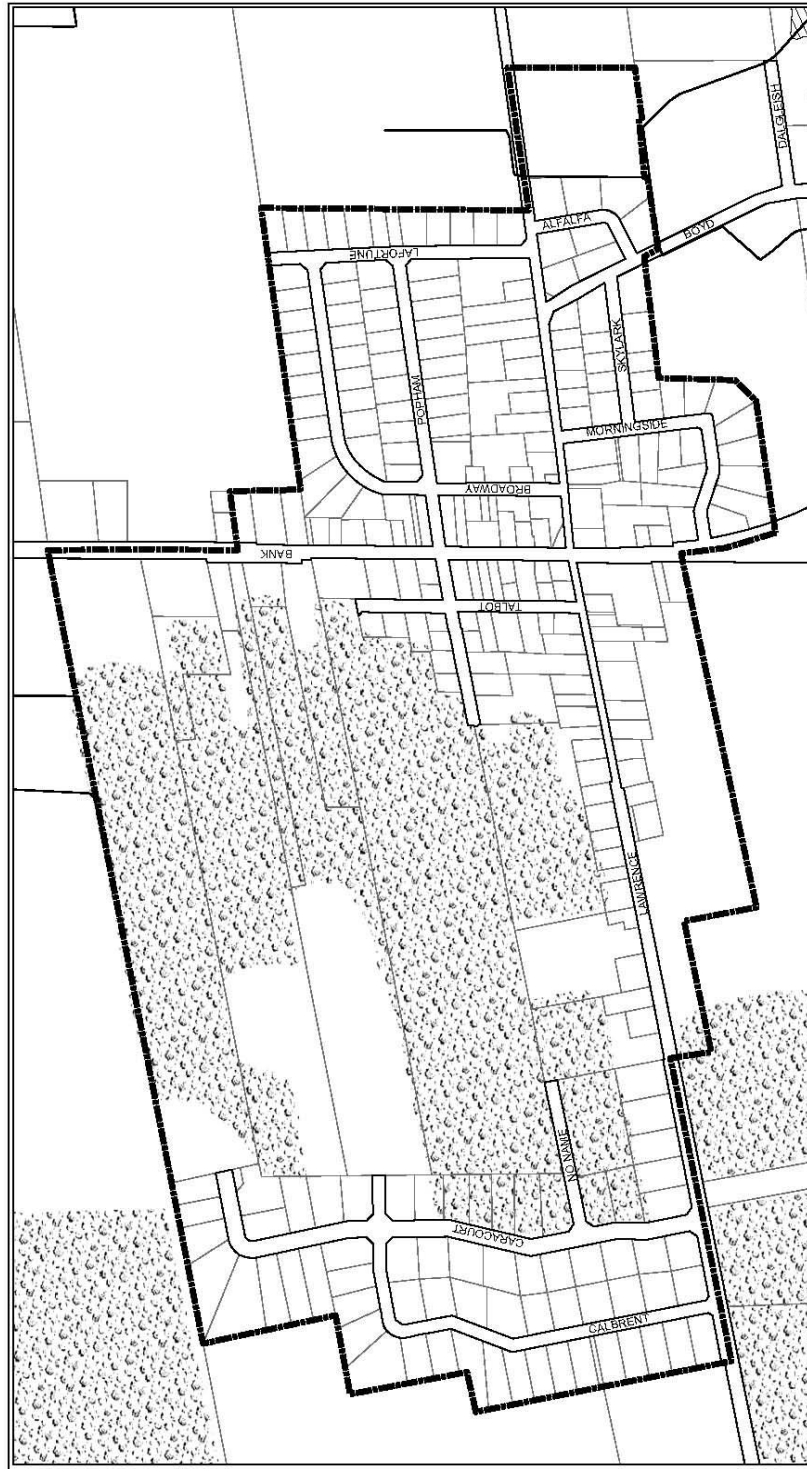 DALGLEISH
ALFALFA
BOYD
LAFORTUNE
SKYLARK
POPHAM
MORNINGSIDE
BROADWAY
BANK
TALBOT
LAWRENCE
NO NAME
CARACOURT
CALBRENT